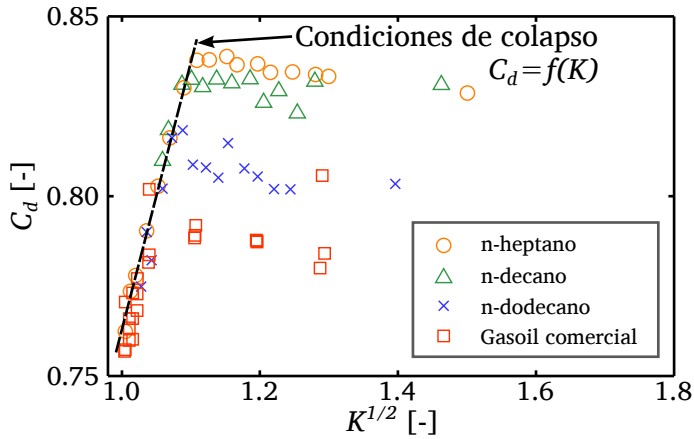 0.85
Condiciones de colapso
C_d=f(K)
C_d [-]
0.80
n-heptano
n-decano
n-dodecano
Gasoil comercial
0.75
1.0 1.2 1.4 1.6 1.8
K^{1/2} [-]